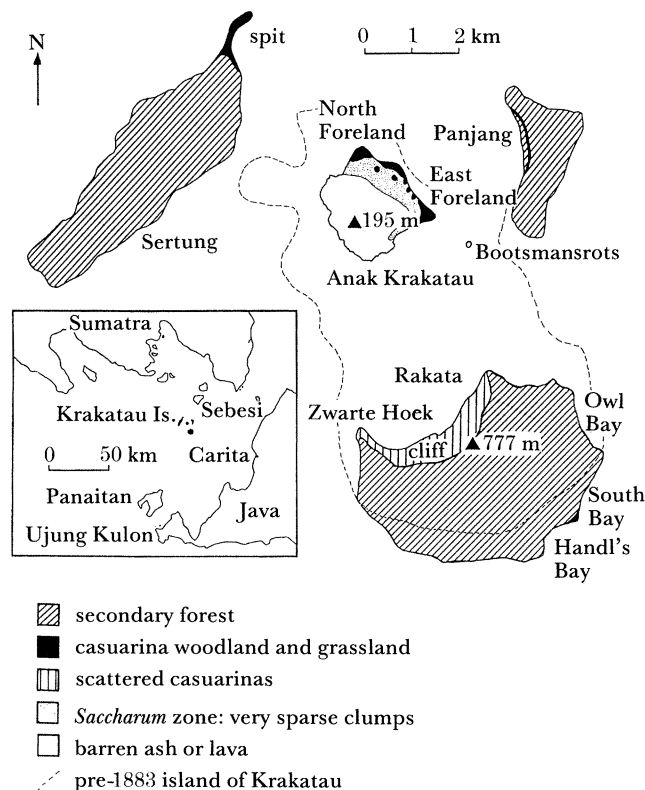 spit
N
0 1 2 km
North
Foreland
Panjang
East
Foreland
195 m
Sertung
Bootsmansrots
Anak Krakatau
Sumatra
Rakata
Krakatau Is.
Sebesi
Zwarte Hoek
Owl
Bay
777 m
cliff
0 50 km
Carita
Panaitan
Java
South
Bay
Ujung Kulon
Handl's
Bay
secondary forest
casuarina woodland and grassland
scattered casuarinas
Saccharum zone: very sparse clumps
barren ash or lava
pre-1883 island of Krakatau